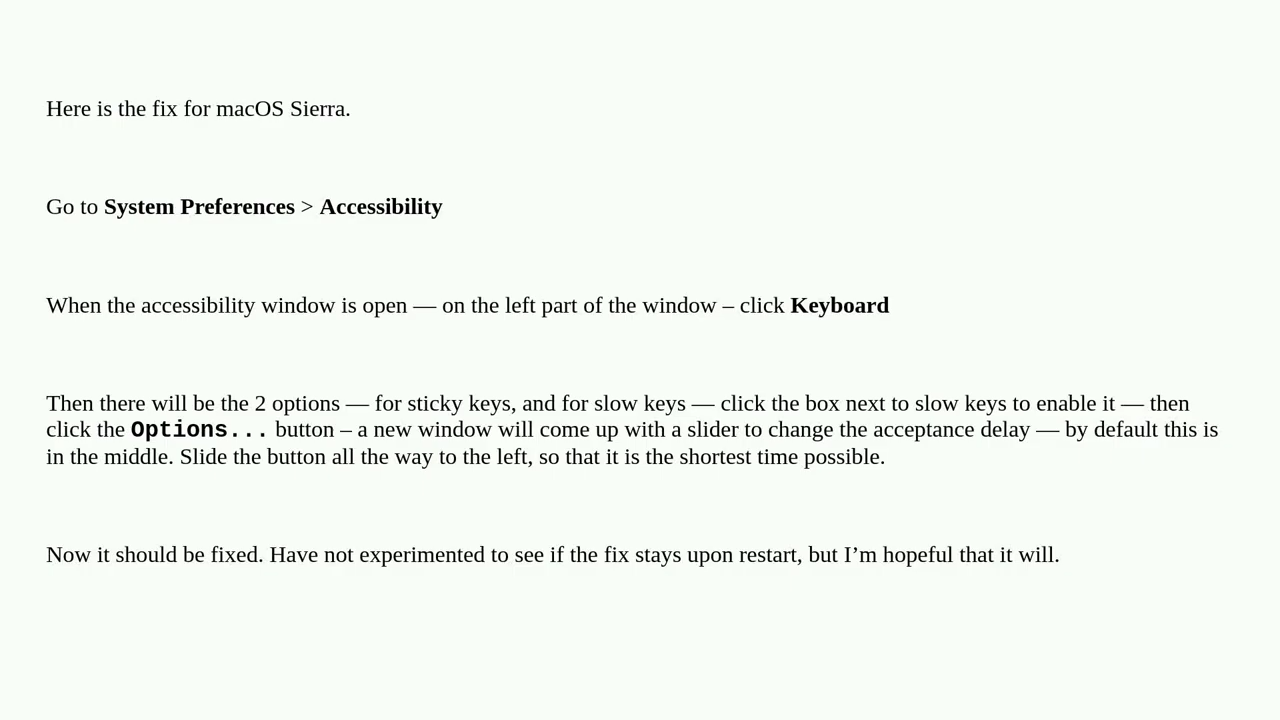 Here is the fix for macOS Sierra.
Go to System Preferences > Accessibility
When the accessibility window is open — on the left part of the window – click Keyboard
Then there will be the 2 options — for sticky keys, and for slow keys — click the box next to slow keys to enable it — then
click the Options... button – a new window will come up with a slider to change the acceptance delay — by default this is
in the middle. Slide the button all the way to the left, so that it is the shortest time possible.
Now it should be fixed. Have not experimented to see if the fix stays upon restart, but I’m hopeful that it will.